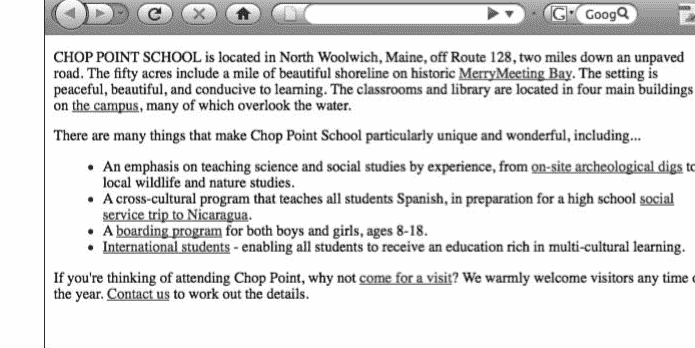 Goog
CHOP POINT SCHOOL is located in North Woolwich, Maine, off Route 128, two miles down an unpaved
road. The fifty acres include a mile of beautiful shoreline on historic MerryMeeting Bay. The setting is
peaceful, beautiful, and conducive to learning. The classrooms and library are located in four main buildings
on the campus, many of which overlook the water.
There are many things that make Chop Point School particularly unique and wonderful, including...
• An emphasis on teaching science and social studies by experience, from on-site archeological digs to
local wildlife and nature studies.
• A cross-cultural program that teaches all students Spanish, in preparation for a high school social
service trip to Nicaragua.
• A boarding program for both boys and girls, ages 8-18.
• International students - enabling all students to receive an education rich in multi-cultural learning.
If you're thinking of attending Chop Point, why not come for a visit? We warmly welcome visitors any time
the year. Contact us to work out the details.